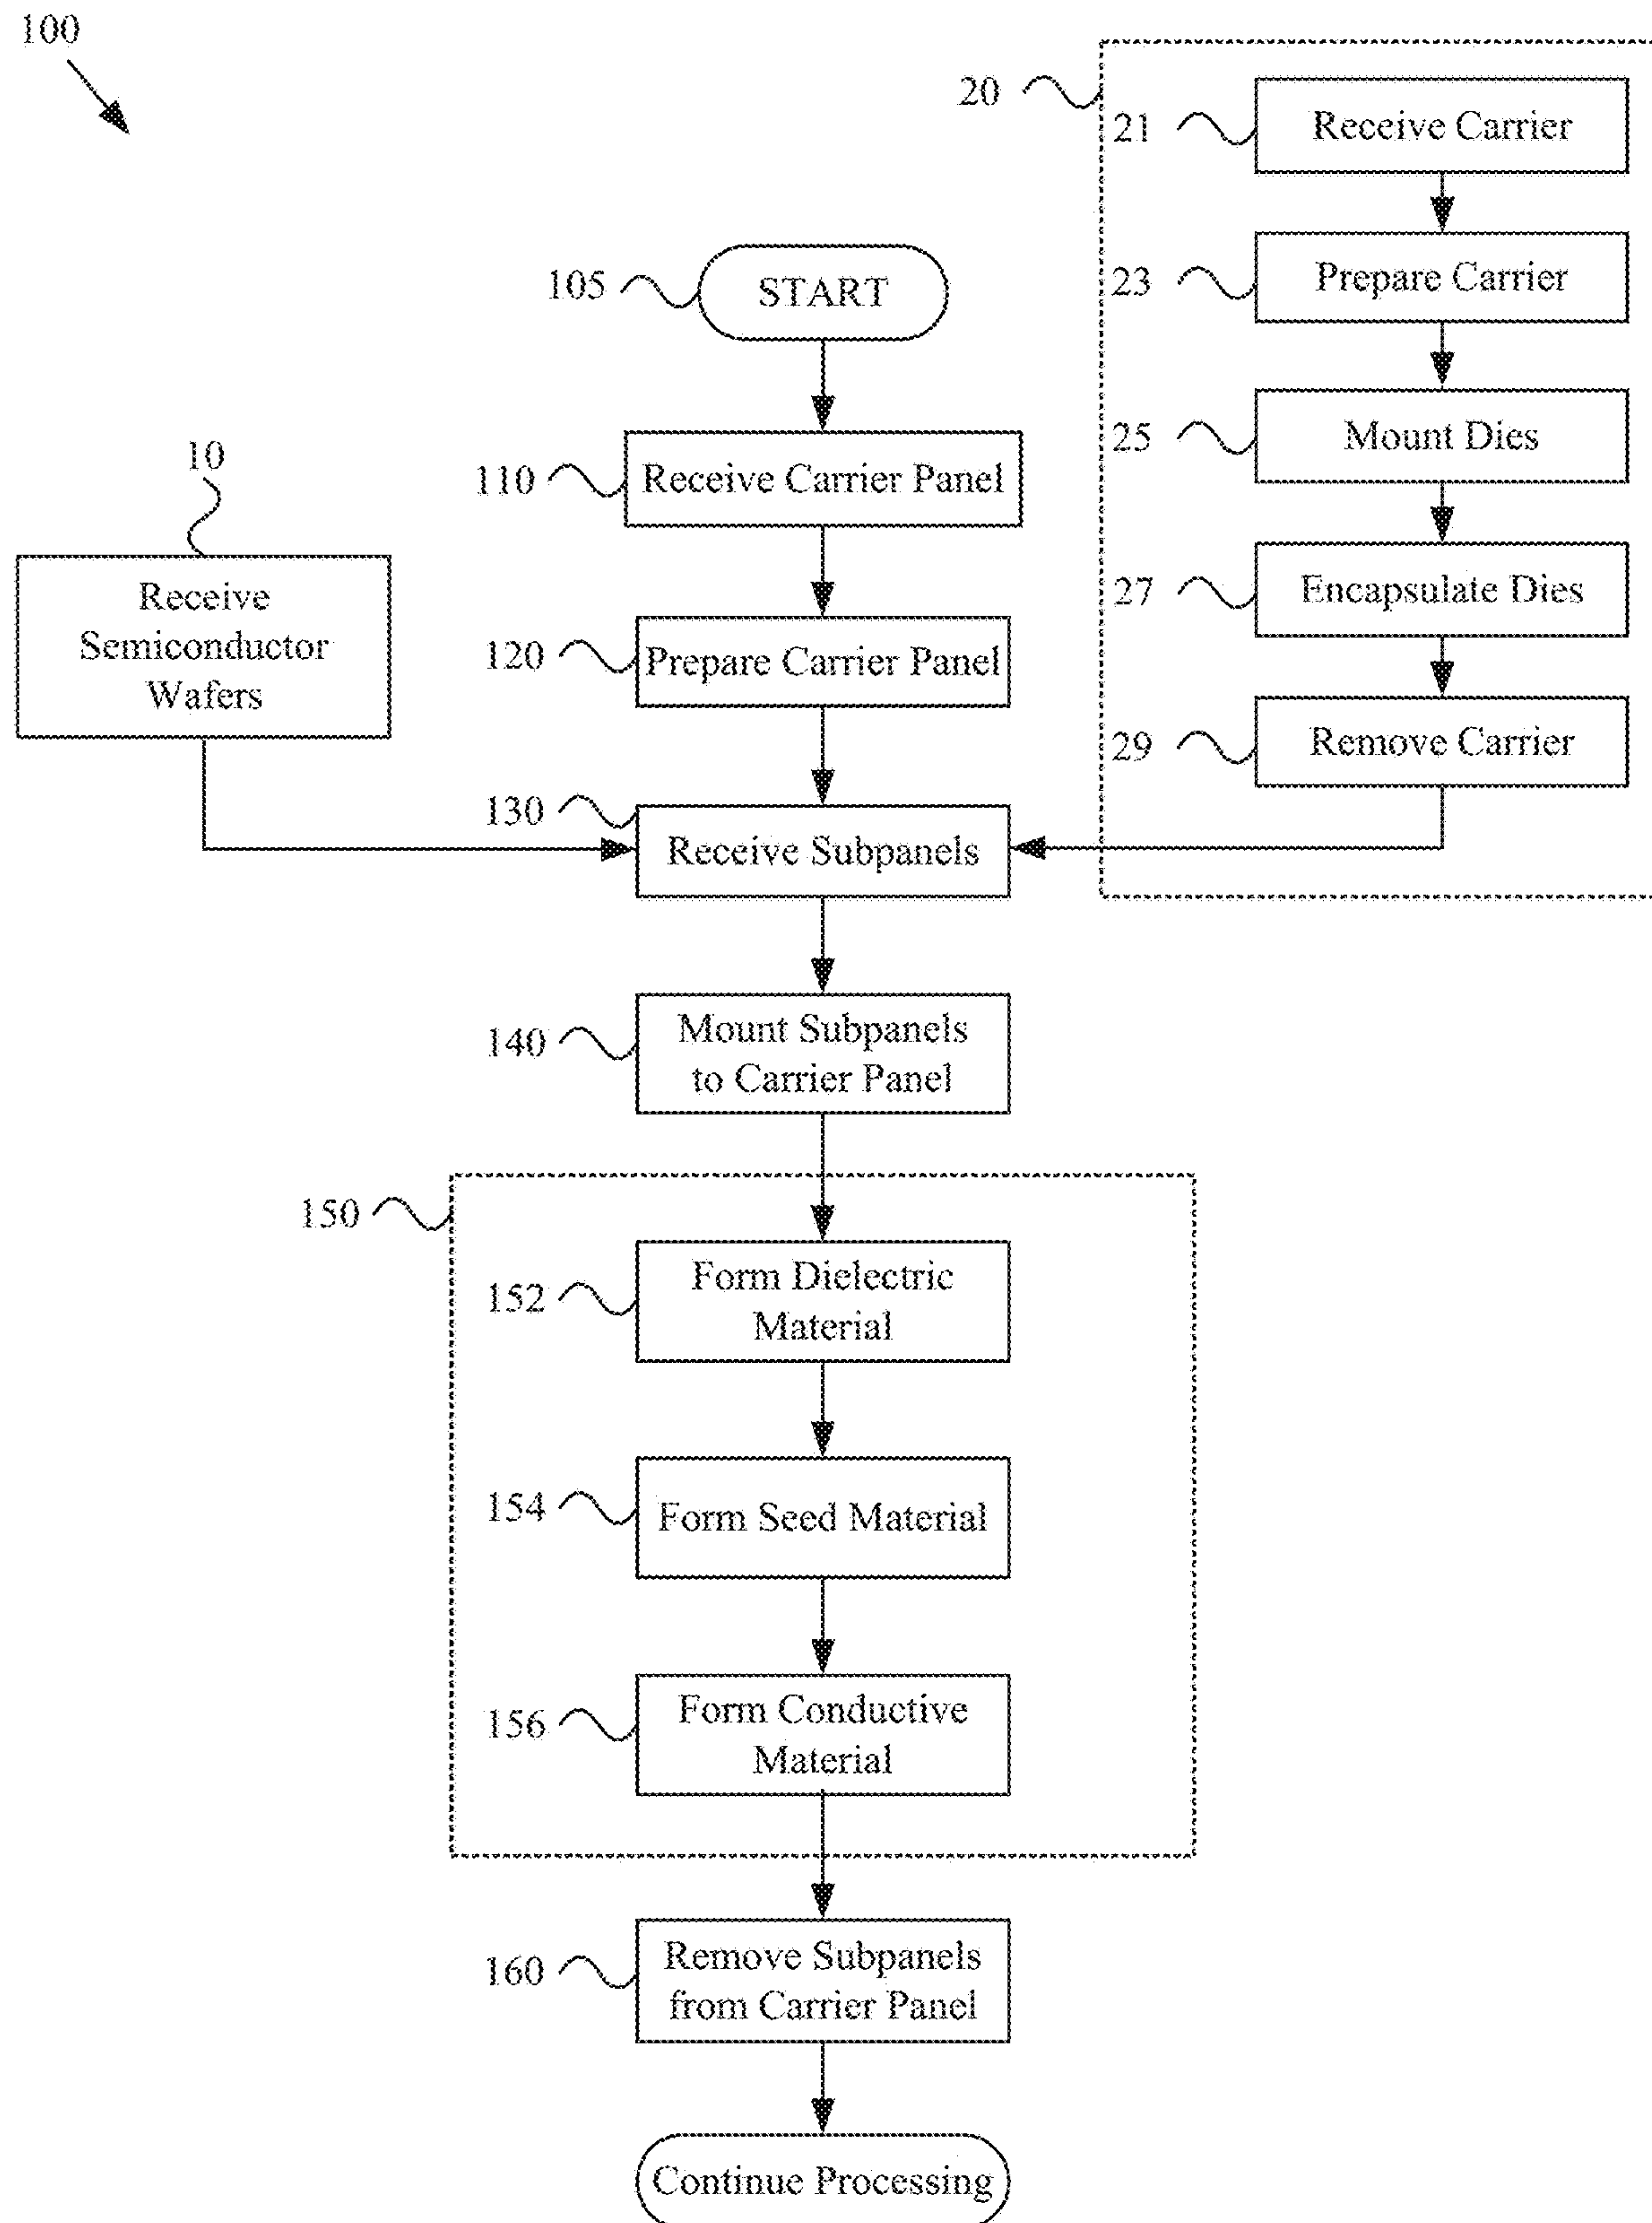 100
20
21
Receive Carrier
23
Prepare Carrier
25
Mount Dies
27
Encapsulate Dies
29
Remove Carrier
105
START
110
Receive Carrier Panel
10
Receive
Semiconductor
Wafers
120
Prepare Carrier Panel
130
Receive Subpanels
140
Mount Subpanels
to Carrier Panel
150
152
Form Dielectric
Material
154
Form Seed Material
156
Form Conductive
Material
160
Remove Subpanels
from Carrier Panel
Continue Processing